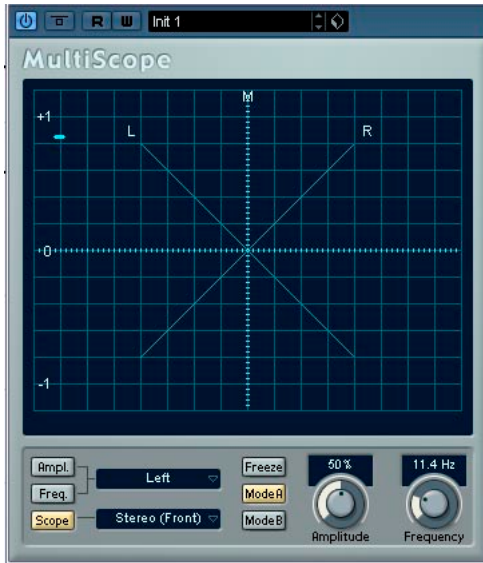 R W Init 1
MultiScope
M
+1
L R
-0
-1
Ampl.
Left
Freq.
Scope
Stereo (Front)
Freeze
Mode A
Mode B
50% 11.4 Hz
Amplitude Frequency